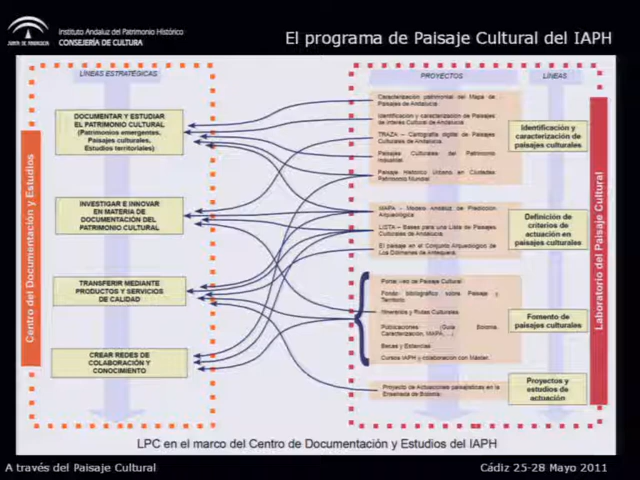 JUNTA DE ANDALUCIA
Instituto Andaluz del Patrimonio Histórico
CONSEJERÍA DE CULTURA
El programa de Paisaje Cultural del IAPH
LÍNEAS ESTRATÉGICAS
Centro del Documentación y Estudios
DOCUMENTAR Y ESTUDIAR
EL PATRIMONIO CULTURAL
(Patrimonios emergentes,
Paisajes culturales,
Estudios territoriales)
INVESTIGAR E INNOVAR
EN MATERIA DE
DOCUMENTACIÓN DEL
PATRIMONIO CULTURAL
TRANSFERIR MEDIANTE
PRODUCTOS Y SERVICIOS
DE CALIDAD
CREAR REDES DE
COLABORACIÓN Y
CONOCIMIENTO
PROYECTOS
Caracterización patrimonial del Mapa de
Paisajes de Andalucía
Identificación y caracterización de Paisajes
de Interés Cultural de Andalucía
TRAZA – Cartografía digital de Paisajes
Culturales de Andalucía
Paisajes Culturales del Patrimonio
Industrial
Paisaje Histórico Urbano en Ciudades
Patrimonio Mundial
MAPA – Modelo Andaluz de Predicción
Arqueológica
LISTA – Bases para una Lista de Paisajes
Culturales de Andalucía
El paisaje en el Conjunto Arqueológico de
Los Dólmenes de Antequera
Portal Web de Paisaje Cultural
Fondo bibliográfico sobre Paisaje y
Territorio
Itinerarios y Rutas Culturales
Publicaciones (Guía Bolonia,
Caracterización, MAPA, ...)
Becas y Estancias
Cursos IAPH y colaboración con Máster
Proyecto de Actuaciones paisajísticas en la
Ensenada de Bolonia
LÍNEAS
Identificación y
caracterización de
paisajes culturales
Definición de
criterios de
actuación en
paisajes culturales
Fomento de
paisajes culturales
Proyectos y
estudios de
actuación
Laboratorio del Paisaje Cultural
LPC en el marco del Centro de Documentación y Estudios del IAPH
A través del Paisaje Cultural
Cádiz 25-28 Mayo 2011